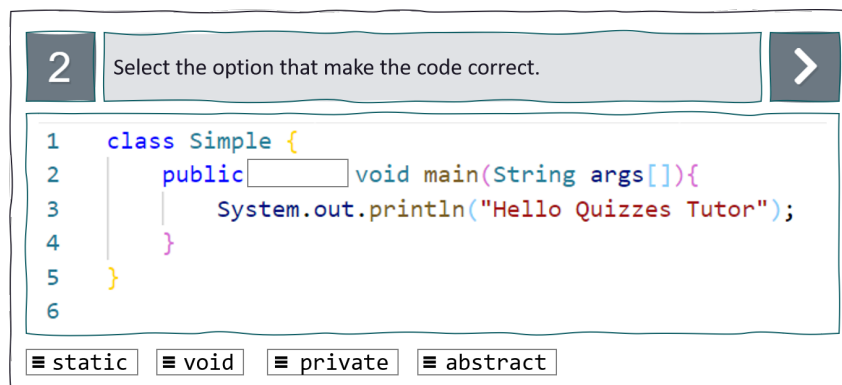 2
Select the option that make the code correct.
1 class Simple {
2 public void main(String args[]){
3 System.out.println("Hello Quizzes Tutor");
4 }
5 }
6
static void private abstract